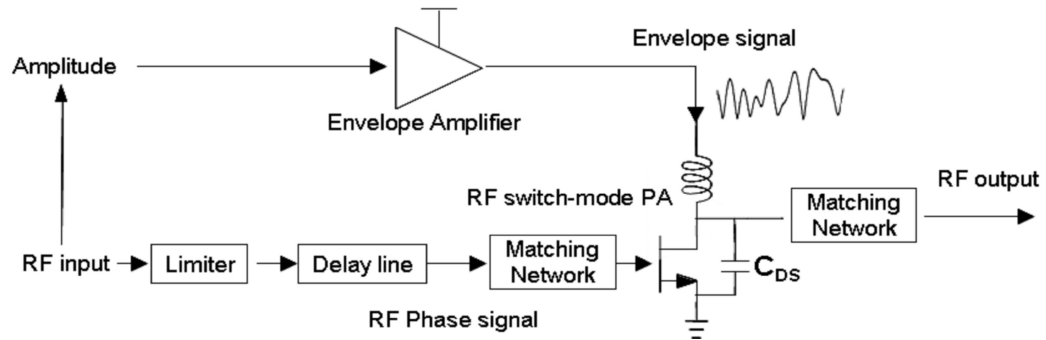 Envelope signal
Amplitude
Envelope Amplifier
RF switch-mode PA
RF output
Matching
Network
RF input
Limiter
Delay line
Matching
Network
CDS
RF Phase signal